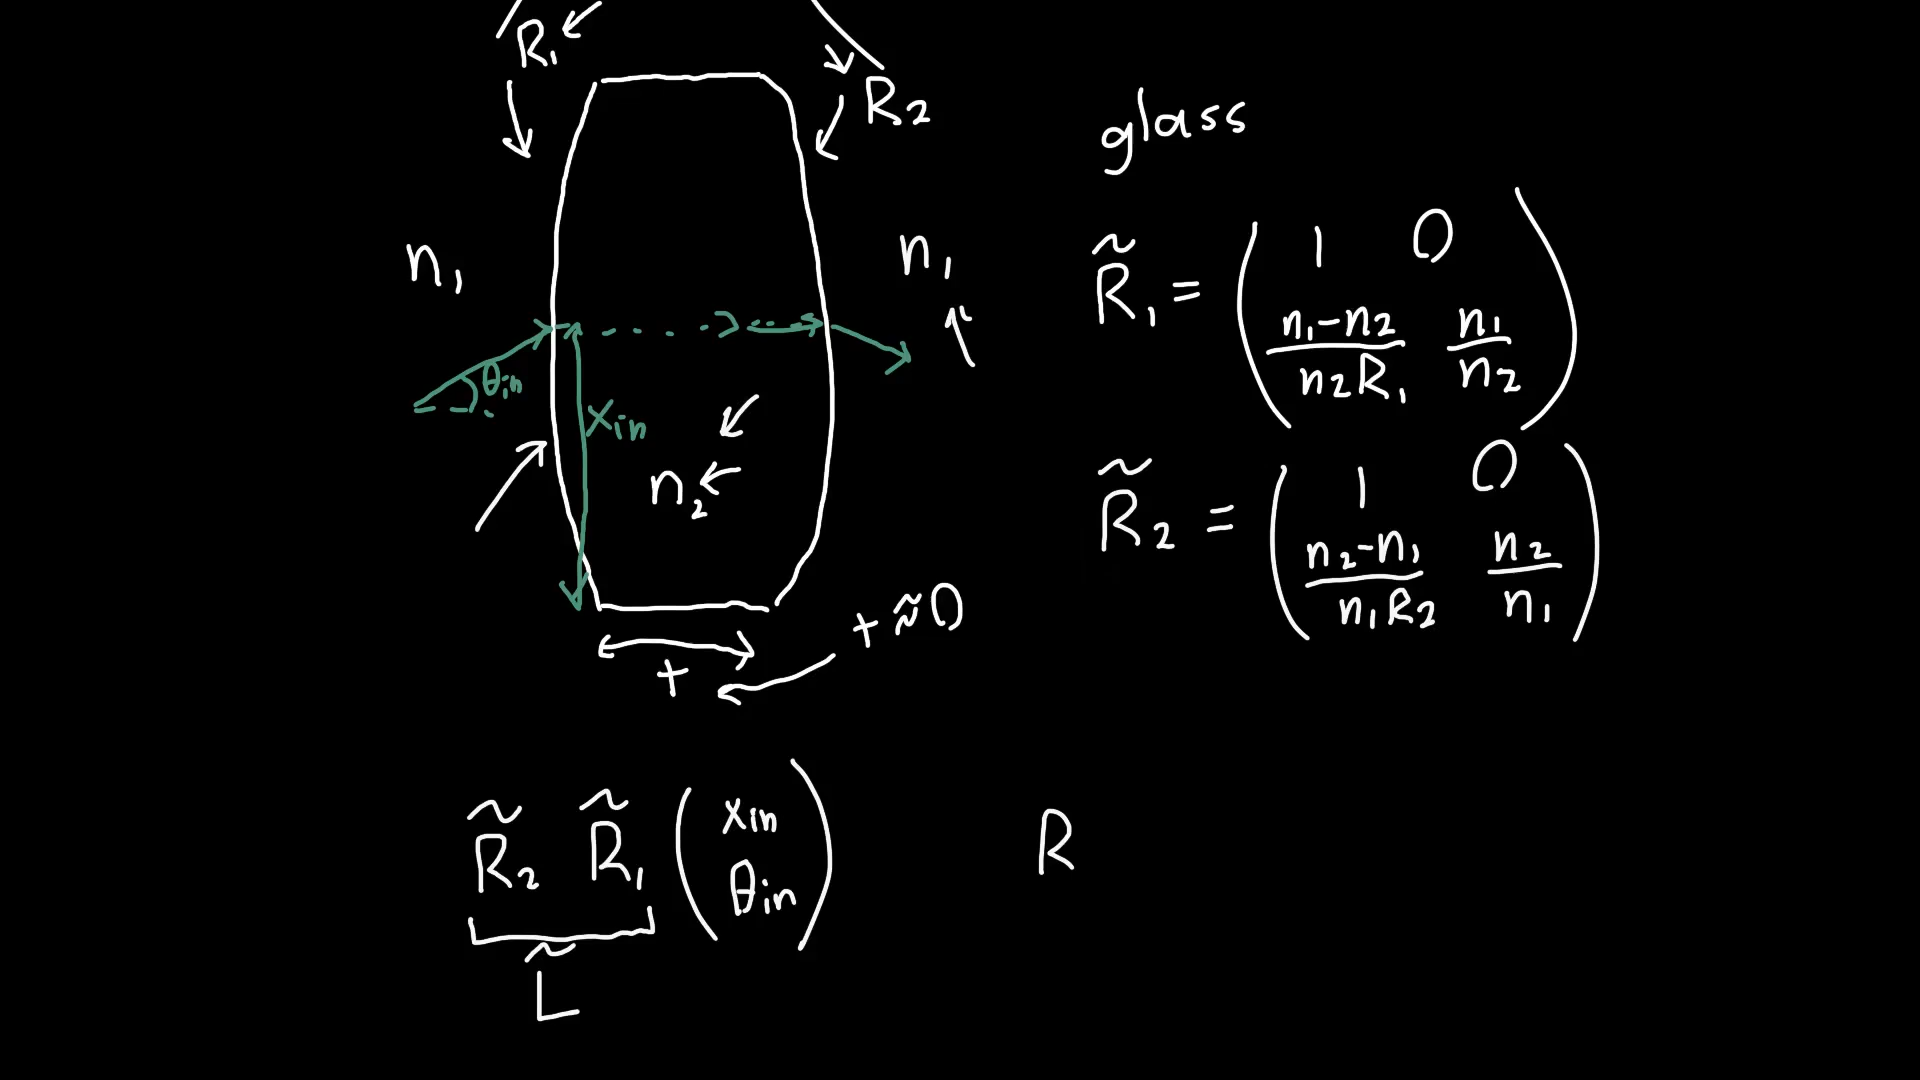 R₁
R₂
glass
n₁
n₁
θin
xin
n₂
R̃₁ = ( 1 0
(n₁-n₂)/(n₂R₁) n₁/n₂ )
R̃₂ = ( 1 0
(n₂-n₁)/(n₁R₂) n₂/n₁ )
t ≈ 0
t
R̃₂ R̃₁ ( xin
θin )
R
L̃